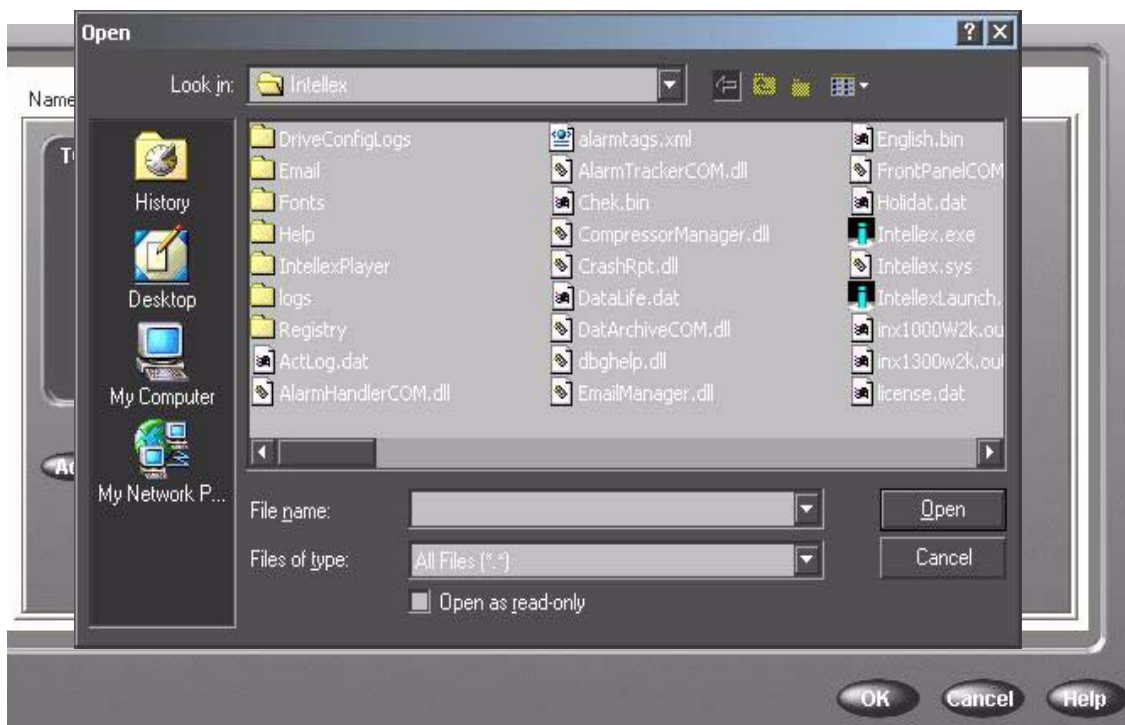 Open
Look in:
Intellex
Name
History
Desktop
My Computer
My Network P...
DriveConfigLogs
Email
Fonts
Help
IntellexPlayer
logs
Registry
ActLog.dat
AlarmHandlerCOM.dll
alarmtags.xml
AlarmTrackerCOM.dll
Chek.bin
CompressorManager.dll
CrashRpt.dll
DataLife.dat
DatArchiveCOM.dll
dbghelp.dll
EmailManager.dll
English.bin
FrontPanelCOM
Holidat.dat
Intellex.exe
Intellex.sys
IntellexLaunch.
inx1000W2k.ou
inx1300w2k.ou
license.dat
File name:
Open
Files of type:
All Files (*.*)
Cancel
Open as read-only
OK
Cancel
Help